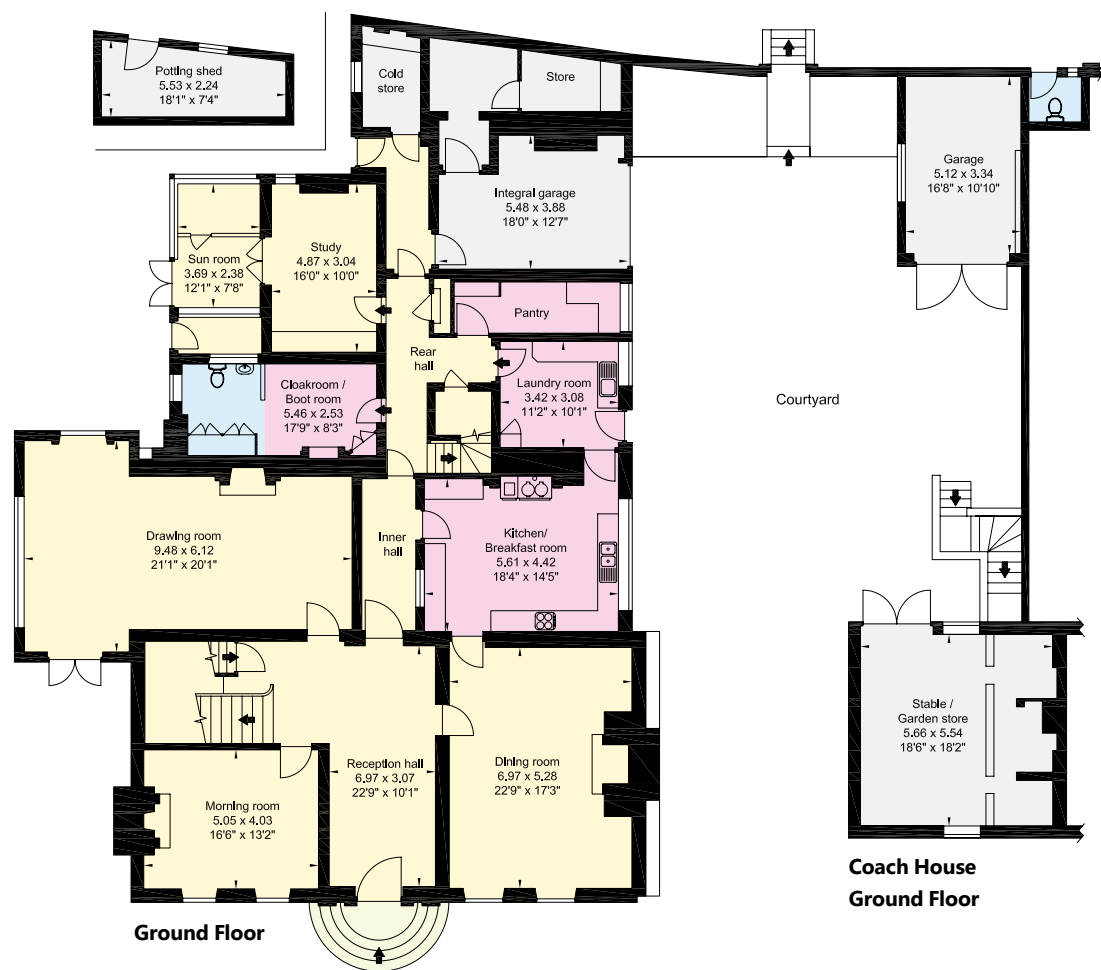 Potting shed
5.53 x 2.24
18'1" x 7'4"
Cold
store
Store
Integral garage
5.48 x 3.88
18'0" x 12'7"
Garage
5.12 x 3.34
16'8" x 10'10"
Sun room
3.69 x 2.38
12'1" x 7'8"
Study
4.87 x 3.04
16'0" x 10'0"
Pantry
Rear
hall
Laundry room
3.42 x 3.08
11'2" x 10'1"
Cloakroom /
Boot room
5.46 x 2.53
17'9" x 8'3"
Courtyard
Drawing room
9.48 x 6.12
21'1" x 20'1"
Inner
hall
Kitchen/
Breakfast room
5.61 x 4.42
18'4" x 14'5"
Stable /
Garden store
5.66 x 5.54
18'6" x 18'2"
Reception hall
6.97 x 3.07
22'9" x 10'1"
Dining room
6.97 x 5.28
22'9" x 17'3"
Morning room
5.05 x 4.03
16'6" x 13'2"
Coach House
Ground Floor
Ground Floor